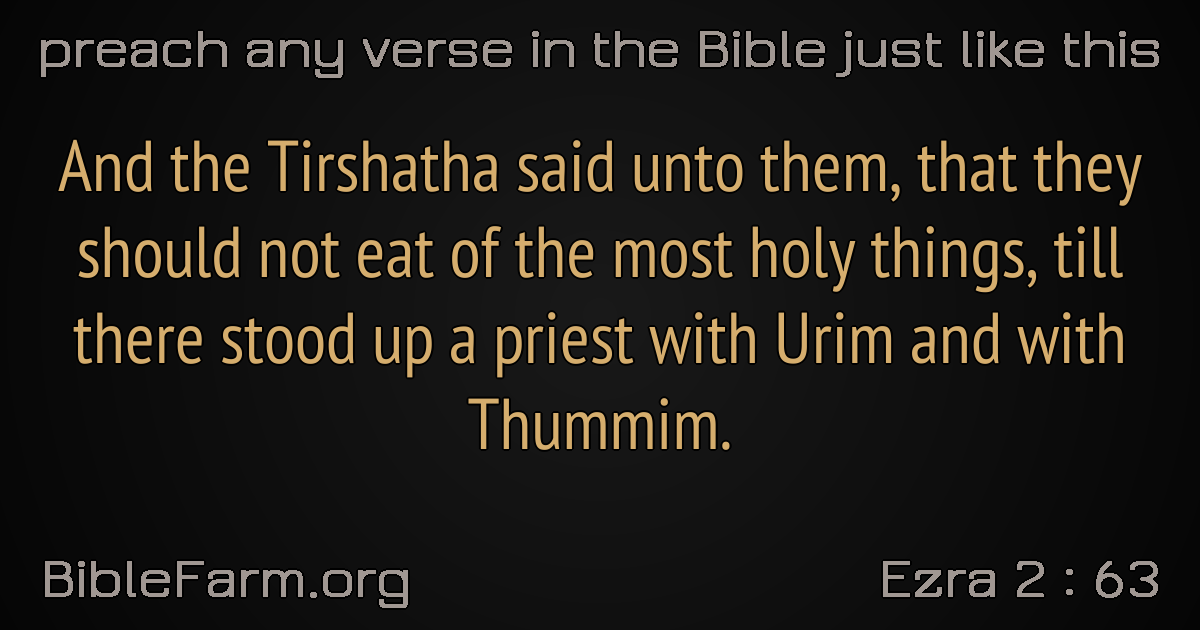 preach any verse in the Bible just like this
And the Tirshatha said unto them, that they
should not eat of the most holy things, till
there stood up a priest with Urim and with
Thummim.
BibleFarm.org
Ezra 2 : 63